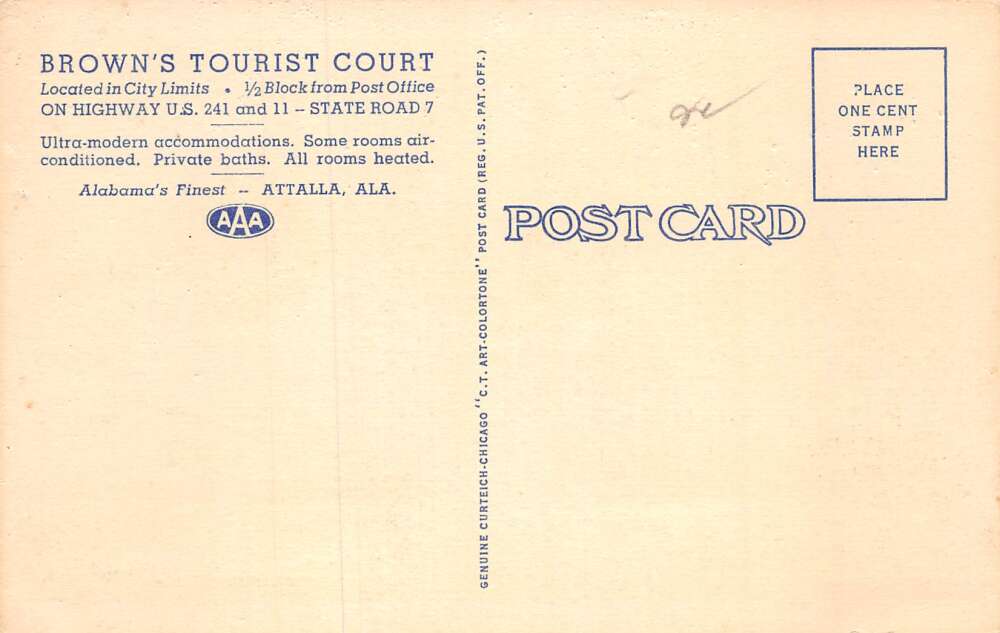 BROWN'S TOURIST COURT
Located in City Limits • ½ Block from Post Office
ON HIGHWAY U.S. 241 and 11 -- STATE ROAD 7
Ultra-modern accommodations. Some rooms air-
conditioned. Private baths. All rooms heated.
Alabama's Finest -- ATTALLA, ALA.
AAA
GENUINE CURTEICH-CHICAGO "C.T. ART-COLORTONE" POST CARD (REG. U.S. PAT. OFF.)
POST CARD
PLACE
ONE CENT
STAMP
HERE